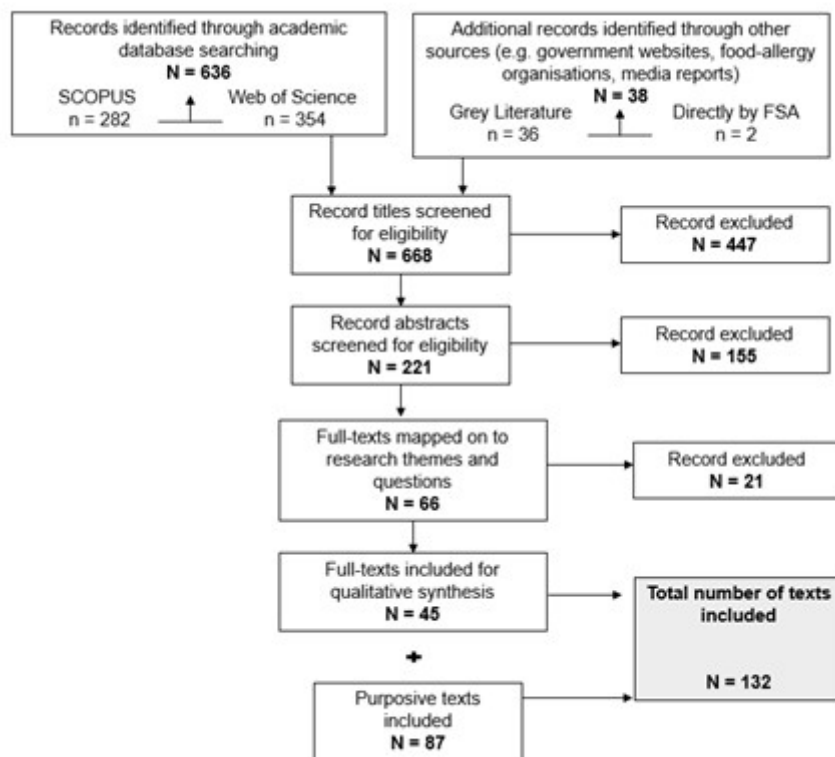 Records identified through academic
database searching
N = 636
SCOPUS
n = 282
Web of Science
n = 354
Additional records identified through other
sources (e.g. government websites, food-allergy
organisations, media reports)
N = 38
Grey Literature
n = 36
Directly by FSA
n = 2
Record titles screened
for eligibility
N = 668
Record excluded
N = 447
Record abstracts
screened for eligibility
N = 221
Record excluded
N = 155
Full-texts mapped on to
research themes and
questions
N = 66
Record excluded
N = 21
Full-texts included for
qualitative synthesis
N = 45
Total number of texts
included
N = 132
+
Purposive texts
included
N = 87